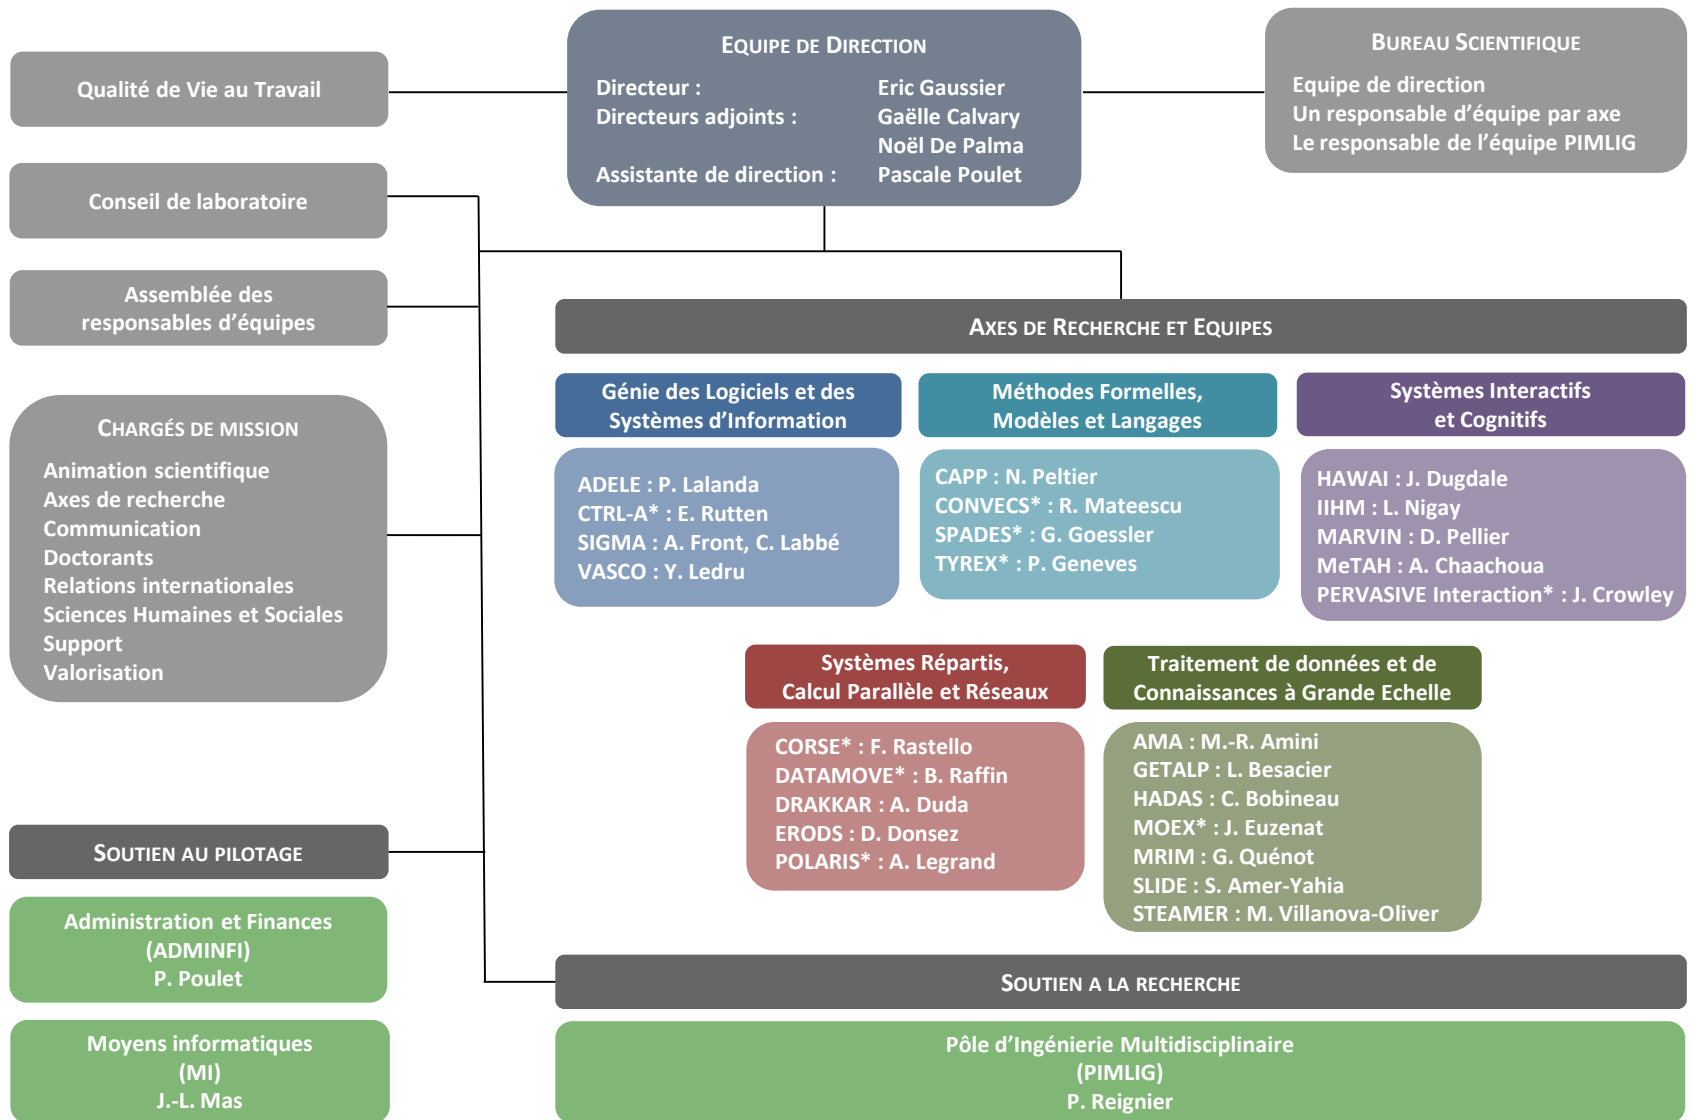 EQUIPE DE DIRECTION
Directeur : Eric Gaussier
Directeurs adjoints : Gaëlle Calvary
Noël De Palma
Assistante de direction : Pascale Poulet
BUREAU SCIENTIFIQUE
Equipe de direction
Un responsable d’équipe par axe
Le responsable de l’équipe PIMLIG
Qualité de Vie au Travail
Conseil de laboratoire
Assemblée des
responsables d’équipes
CHARGÉS DE MISSION
Animation scientifique
Axes de recherche
Communication
Doctorants
Relations internationales
Sciences Humaines et Sociales
Support
Valorisation
AXES DE RECHERCHE ET EQUIPES
Génie des Logiciels et des
Systèmes d’Information
ADELE : P. Lalanda
CTRL-A* : E. Rutten
SIGMA : A. Front, C. Labbé
VASCO : Y. Ledru
Méthodes Formelles,
Modèles et Langages
CAPP : N. Peltier
CONVECS* : R. Mateescu
SPADES* : G. Goessler
TYREX* : P. Geneves
Systèmes Interactifs
et Cognitifs
HAWAI : J. Dugdale
IIHM : L. Nigay
MARVIN : D. Pellier
MeTAH : A. Chaachoua
PERVASIVE Interaction* : J. Crowley
Systèmes Répartis,
Calcul Parallèle et Réseaux
CORSE* : F. Rastello
DATAMOVE* : B. Raffin
DRAKKAR : A. Duda
ERODS : D. Donsez
POLARIS* : A. Legrand
Traitement de données et de
Connaissances à Grande Echelle
AMA : M.-R. Amini
GETALP : L. Besacier
HADAS : C. Bobineau
MOEX* : J. Euzenat
MRIM : G. Quénot
SLIDE : S. Amer-Yahia
STEAMER : M. Villanova-Oliver
SOUTIEN AU PILOTAGE
Administration et Finances
(ADMINFI)
P. Poulet
Moyens informatiques
(MI)
J.-L. Mas
SOUTIEN A LA RECHERCHE
Pôle d’Ingénierie Multidisciplinaire
(PIMLIG)
P. Reignier